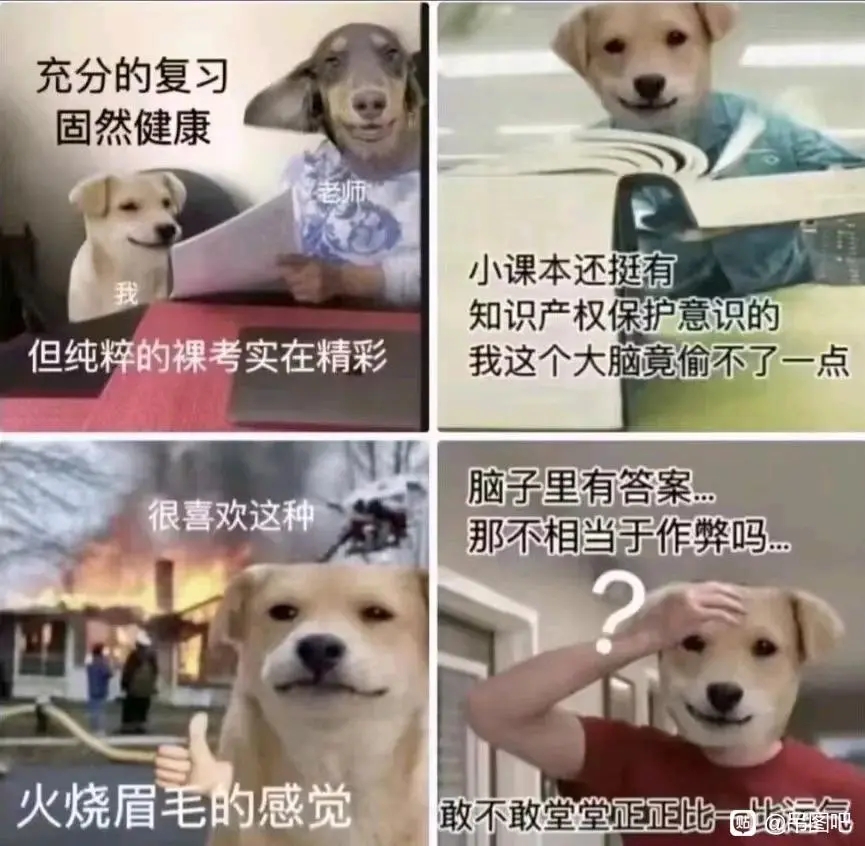 充分的复习
固然健康
老师
我
但纯粹的裸考实在精彩
小课本还挺有
知识产权保护意识的
我这个大脑竟偷不了一点
很喜欢这种
火烧眉毛的感觉
脑子里有答案...
那不相当于作弊吗...
?
敢不敢堂堂正正比一比运气
贴 @吊图吧